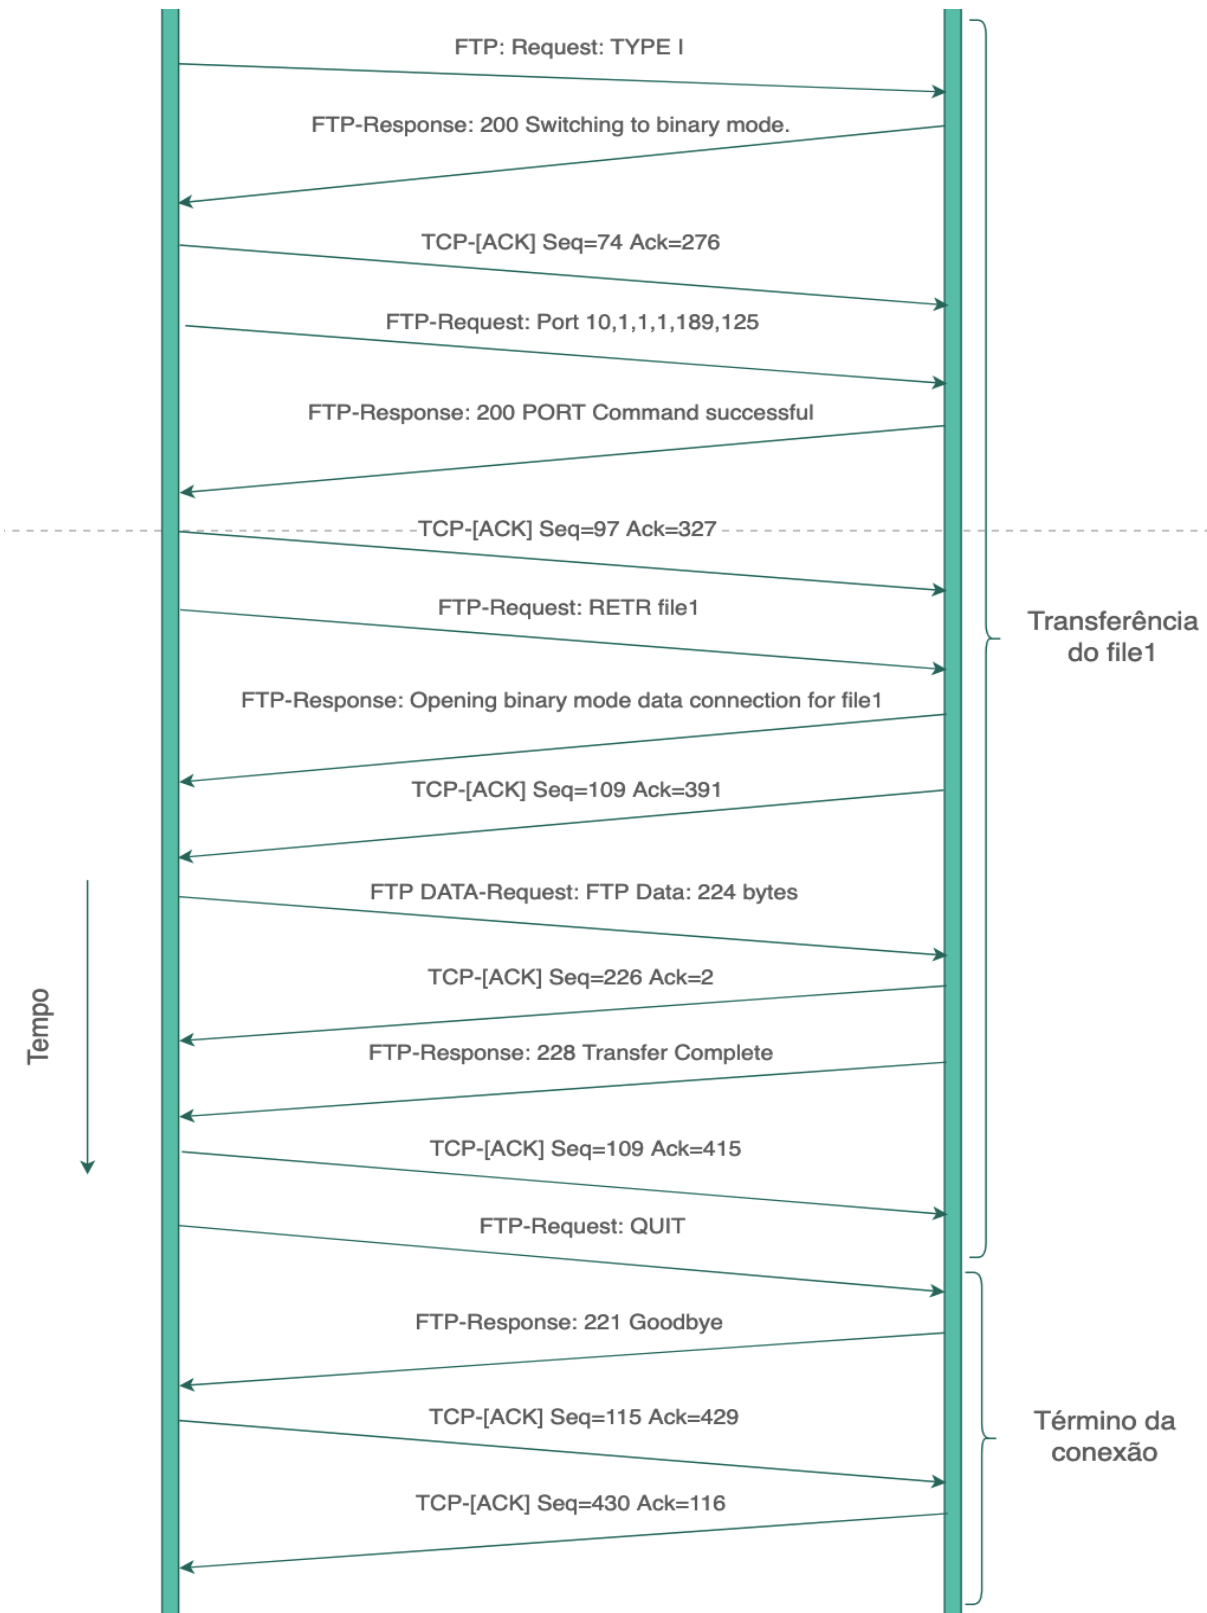 FTP: Request: TYPE I
FTP-Response: 200 Switching to binary mode.
TCP-[ACK] Seq=74 Ack=276
FTP-Request: Port 10,1,1,1,189,125
FTP-Response: 200 PORT Command successful
TCP-[ACK] Seq=97 Ack=327
FTP-Request: RETR file1
Transferência
do file1
FTP-Response: Opening binary mode data connection for file1
TCP-[ACK] Seq=109 Ack=391
FTP DATA-Request: FTP Data: 224 bytes
TCP-[ACK] Seq=226 Ack=2
Tempo
FTP-Response: 228 Transfer Complete
TCP-[ACK] Seq=109 Ack=415
FTP-Request: QUIT
FTP-Response: 221 Goodbye
TCP-[ACK] Seq=115 Ack=429
Término da
conexão
TCP-[ACK] Seq=430 Ack=116